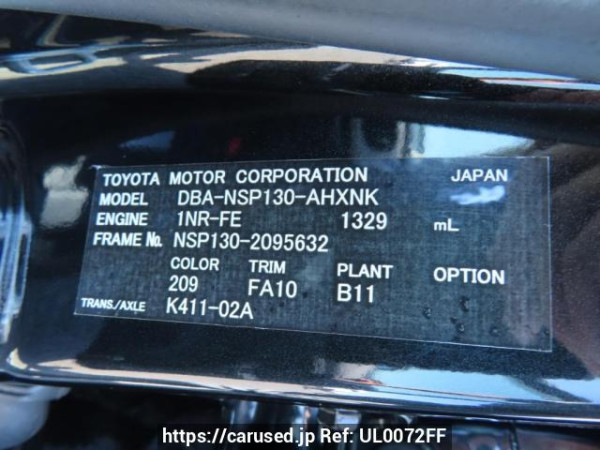 TOYOTA MOTOR CORPORATION JAPAN
MODEL DBA-NSP130-AHXNK
ENGINE 1NR-FE 1329 mL
FRAME No. NSP130-2095632
COLOR TRIM PLANT OPTION
209 FA10 B11
TRANS./AXLE K411-02A
https://carused.jp Ref: UL0072FF